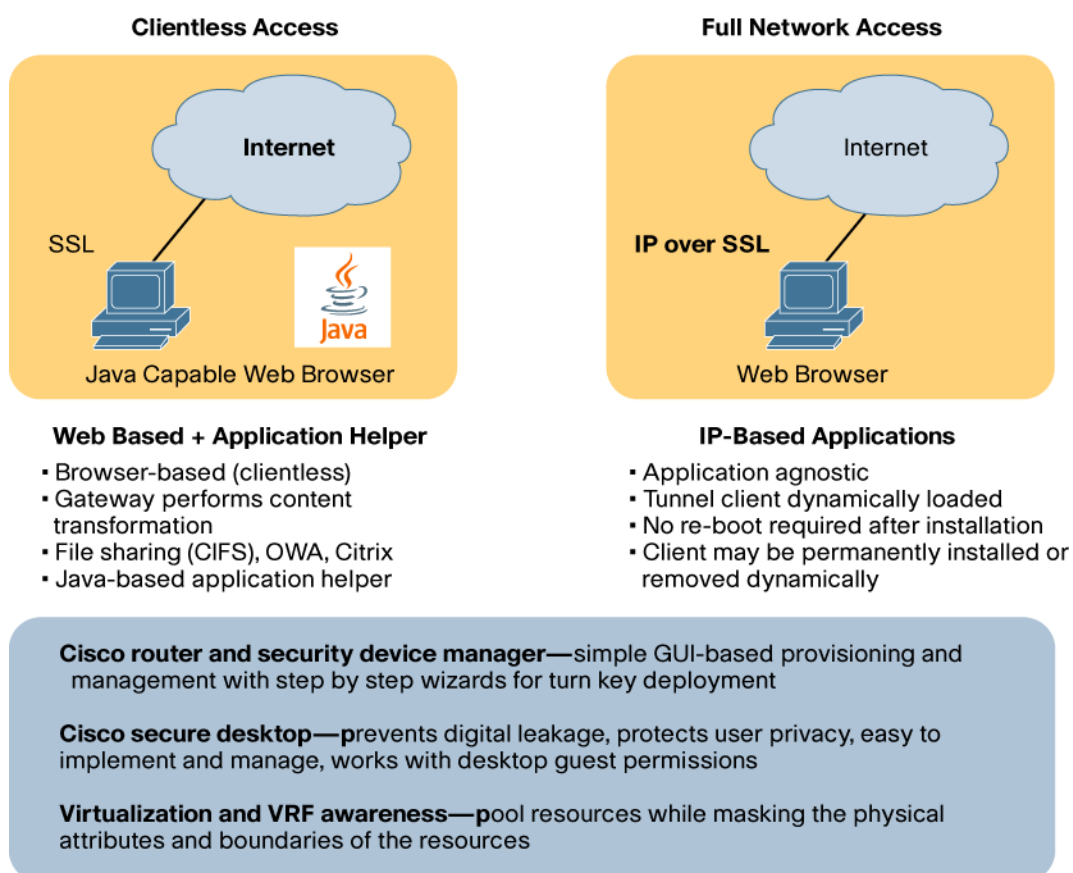 Clientless Access
Internet
SSL
Java
Java Capable Web Browser
Web Based + Application Helper
▪ Browser-based (clientless)
▪ Gateway performs content
transformation
▪ File sharing (CIFS), OWA, Citrix
▪ Java-based application helper
Full Network Access
Internet
IP over SSL
Web Browser
IP-Based Applications
▪ Application agnostic
▪ Tunnel client dynamically loaded
▪ No re-boot required after installation
▪ Client may be permanently installed or
removed dynamically
Cisco router and security device manager—simple GUI-based provisioning and
management with step by step wizards for turn key deployment
Cisco secure desktop—prevents digital leakage, protects user privacy, easy to
implement and manage, works with desktop guest permissions
Virtualization and VRF awareness—pool resources while masking the physical
attributes and boundaries of the resources